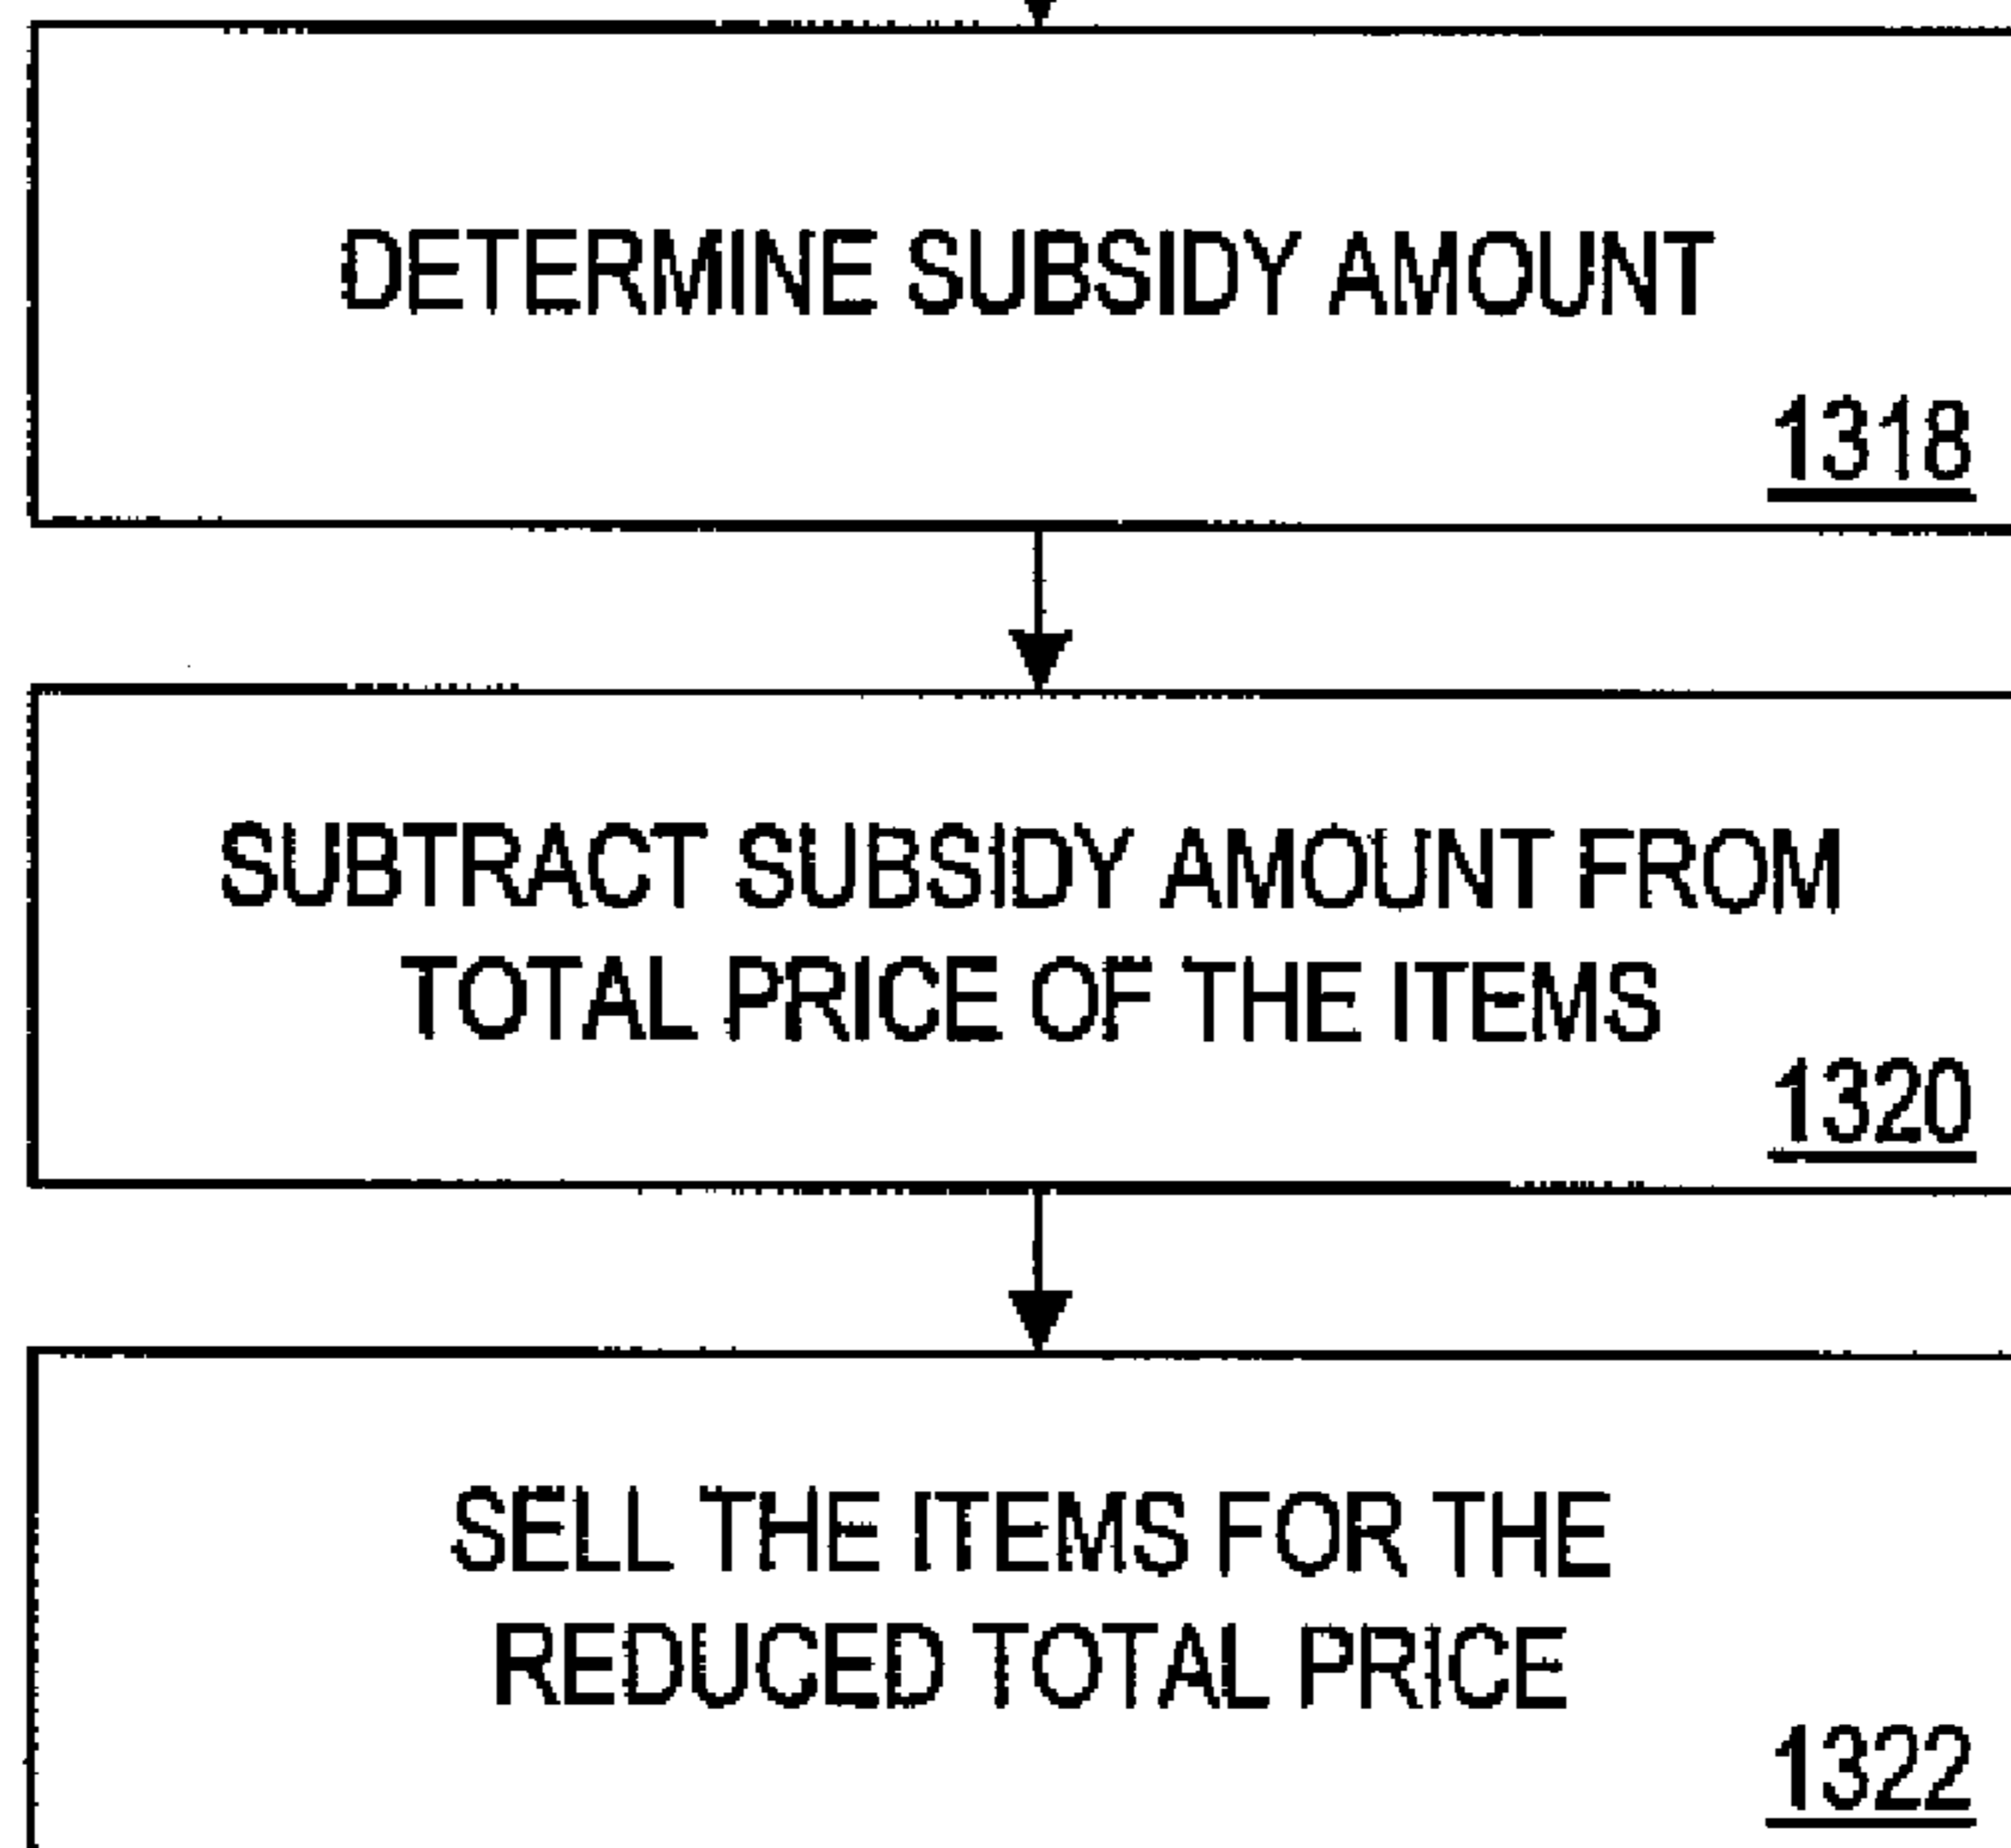 DETERMINE SUBSIDY AMOUNT
1318
SUBTRACT SUBSIDY AMOUNT FROM
TOTAL PRICE OF THE ITEMS
1320
SELL THE ITEMS FOR THE
REDUCED TOTAL PRICE
1322